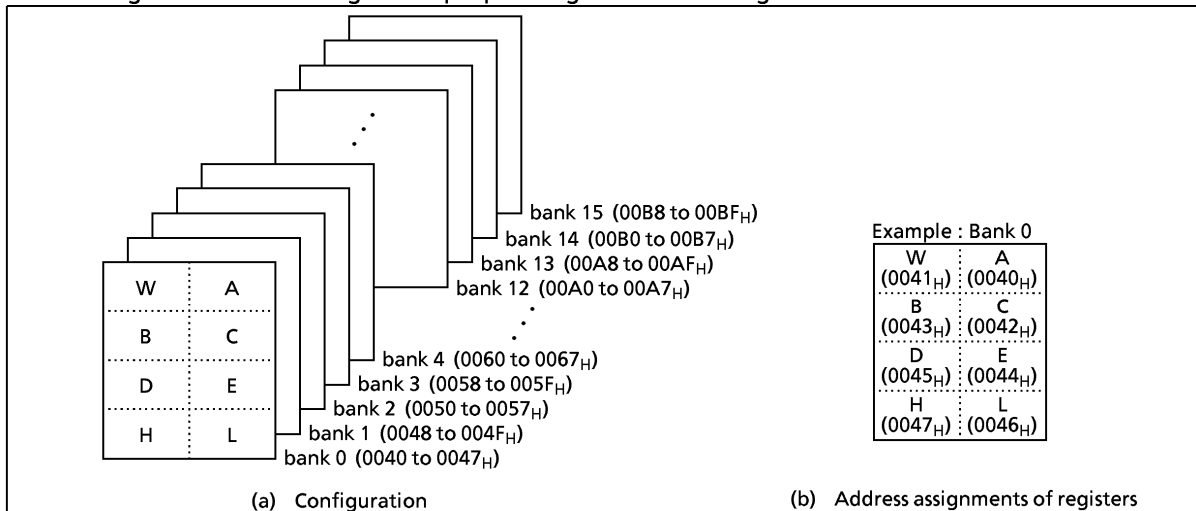 bank 15 (00B8 to 00BFH)
bank 14 (00B0 to 00B7H)
bank 13 (00A8 to 00AFH)
bank 12 (00A0 to 00A7H)
bank 4 (0060 to 0067H)
bank 3 (0058 to 005FH)
bank 2 (0050 to 0057H)
bank 1 (0048 to 004FH)
bank 0 (0040 to 0047H)
W A
B C
D E
H L
(a) Configuration
Example : Bank 0
W A
(0041H) (0040H)
B C
(0043H) (0042H)
D E
(0045H) (0044H)
H L
(0047H) (0046H)
(b) Address assignments of registers